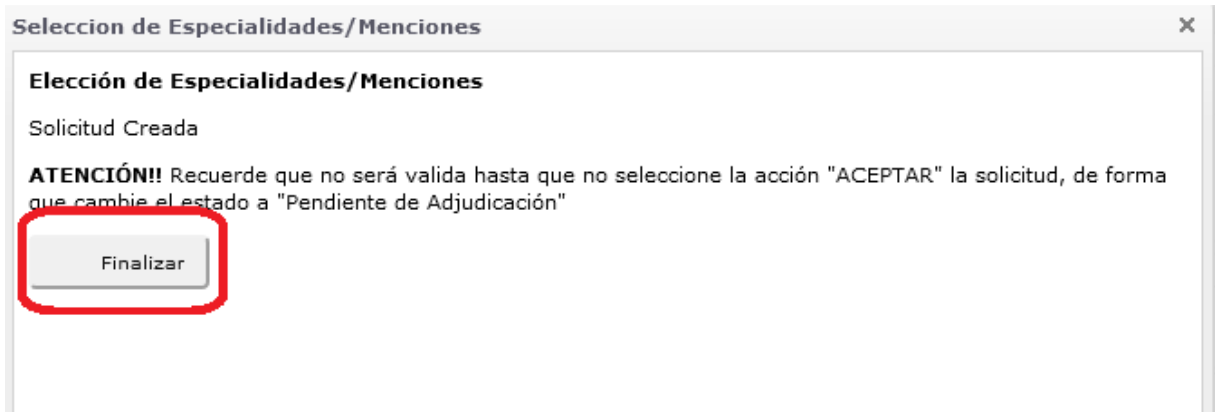 Seleccion de Especialidades/Menciones
Elección de Especialidades/Menciones
Solicitud Creada
ATENCIÓN!! Recuerde que no será valida hasta que no seleccione la acción "ACEPTAR" la solicitud, de forma
que cambie el estado a "Pendiente de Adjudicación"
Finalizar